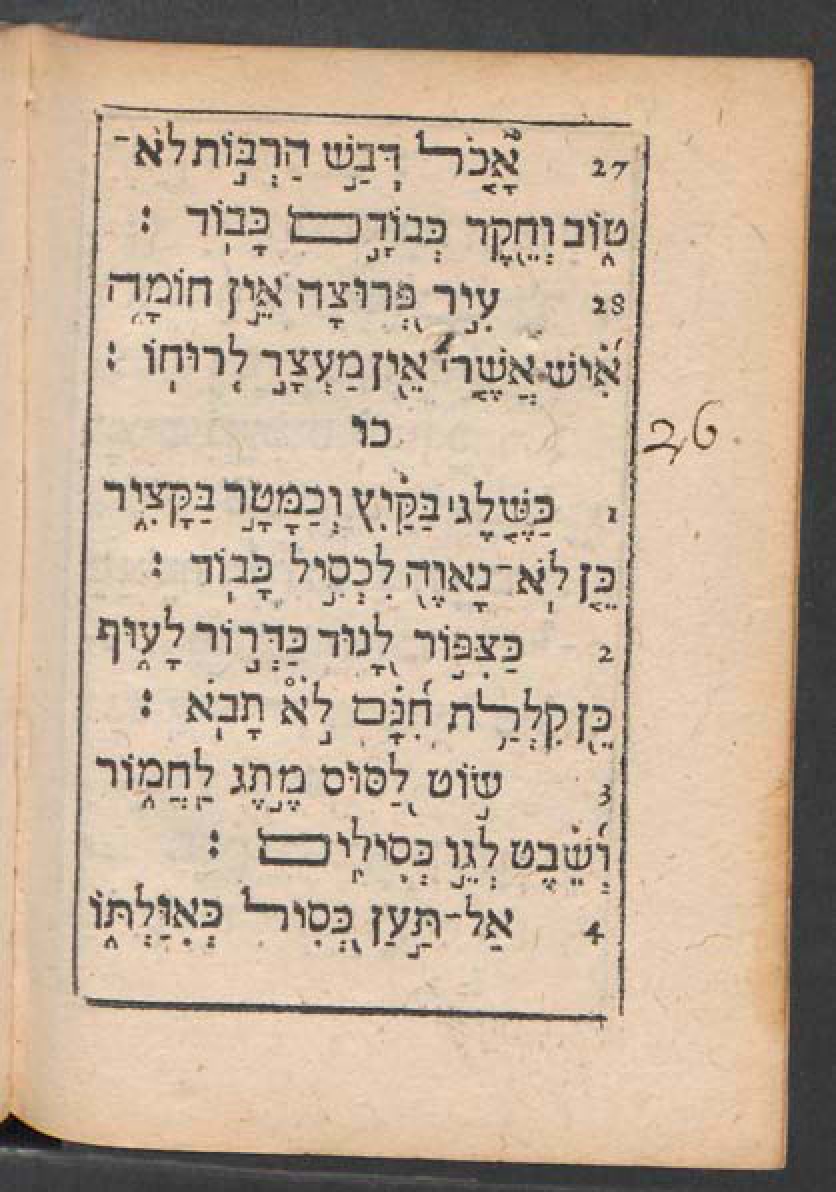 27 אָכֹל דְּבַשׁ הַרְבּוֹת לֹא־
טוֹב וְחֵקֶר כְּבוֹדָם כָּבוֹד :
28 עִיר פְּרוּצָה אֵין חוֹמָה
אִישׁ אֲשֶׁר אֵין מַעְצָר לְרוּחוֹ :
כו
26
1 כַּשֶּׁלֶג בַּקַּיִץ וְכַמָּטָר בַּקָּצִיר
כֵּן לֹא־נָאוֶה לִכְסִיל כָּבוֹד :
2 כַּצִפּוֹר לָנוּד כַּדְּרוֹר לָעוּף
כֵּן קִלְלַת חִנָּם לֹא תָבֹא :
3 שׁוֹט לַסּוּס מֶתֶג לַחֲמוֹר
וְשֵׁבֶט לְגֵו כְּסִילִים :
4 אַל־תַּעַן כְּסִיל כְּאִוַּלְתּוֹ